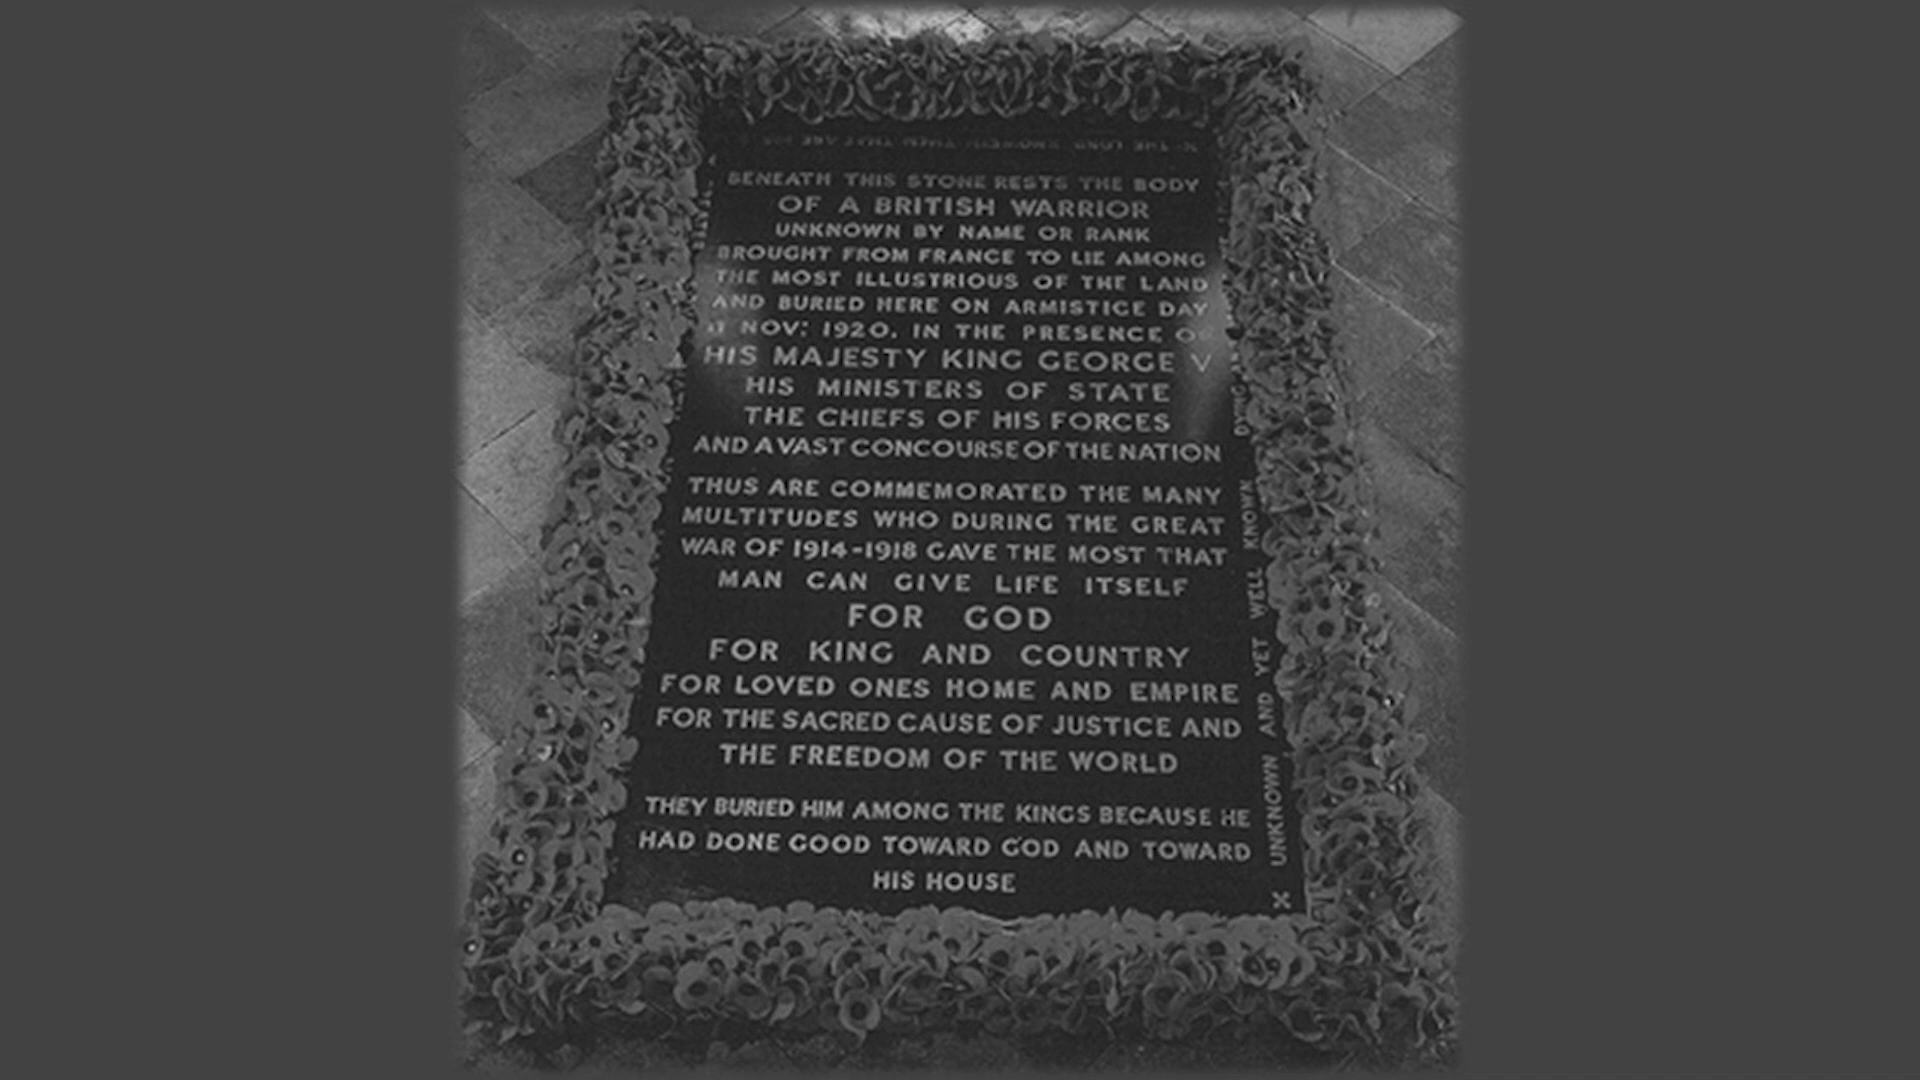 BENEATH THIS STONE RESTS THE BODY
OF A BRITISH WARRIOR
UNKNOWN BY NAME OR RANK
BROUGHT FROM FRANCE TO LIE AMONG
THE MOST ILLUSTRIOUS OF THE LAND
AND BURIED HERE ON ARMISTICE DAY
11 NOV: 1920. IN THE PRESENCE OF
HIS MAJESTY KING GEORGE V
HIS MINISTERS OF STATE
THE CHIEFS OF HIS FORCES
AND A VAST CONCOURSE OF THE NATION
THUS ARE COMMEMORATED THE MANY
MULTITUDES WHO DURING THE GREAT
WAR OF 1914-1918 GAVE THE MOST THAT
MAN CAN GIVE LIFE ITSELF
FOR GOD
FOR KING AND COUNTRY
FOR LOVED ONES HOME AND EMPIRE
FOR THE SACRED CAUSE OF JUSTICE AND
THE FREEDOM OF THE WORLD
THEY BURIED HIM AMONG THE KINGS BECAUSE HE
HAD DONE GOOD TOWARD GOD AND TOWARD
HIS HOUSE
UNKNOWN AND YET WELL KNOWN